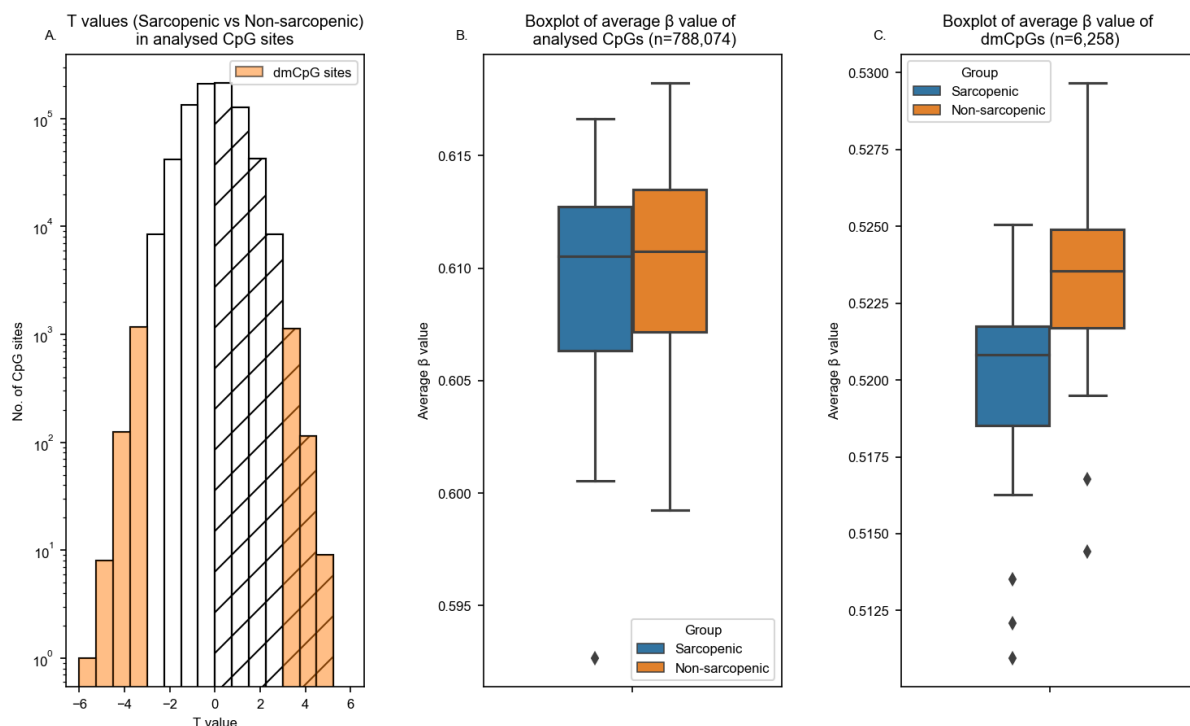 A.
T values (Sarcopenic vs Non-sarcopenic)
in analysed CpG sites
dmCpG sites
No. of CpG sites
10^5
10^4
10^3
10^2
10^1
10^0
−6
−4
−2
0
2
4
6
T value
B.
Boxplot of average β value of
analysed CpGs (n=788,074)
Average β value
0.615
0.610
0.605
0.600
0.595
Group
Sarcopenic
Non-sarcopenic
C.
Boxplot of average β value of
dmCpGs (n=6,258)
Group
Sarcopenic
Non-sarcopenic
Average β value
0.5300
0.5275
0.5250
0.5225
0.5200
0.5175
0.5150
0.5125